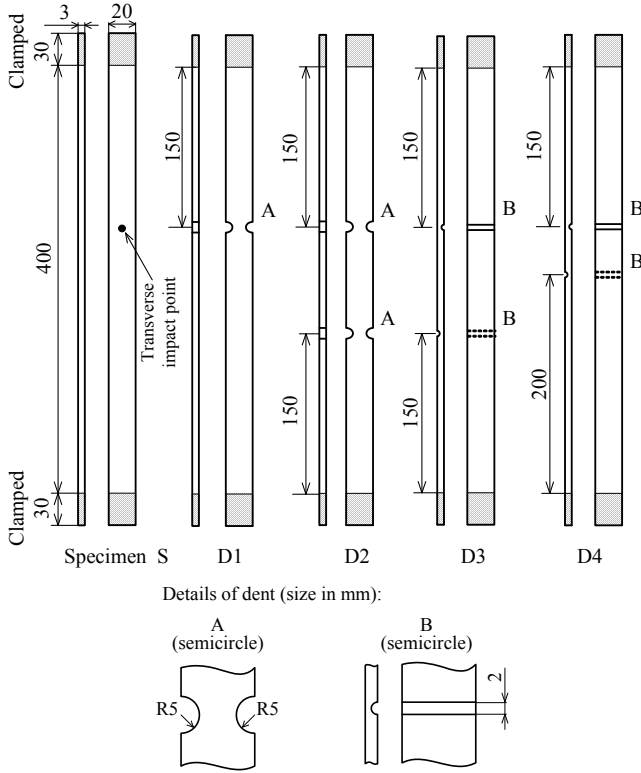 3
20
Clamped
30
150
150
150
150
A
A
B
B
B
A
B
400
Transverse
impact point
150
150
200
Clamped
30
Specimen S
D1
D2
D3
D4
Details of dent (size in mm):
A
(semicircle)
B
(semicircle)
R5
R5
2